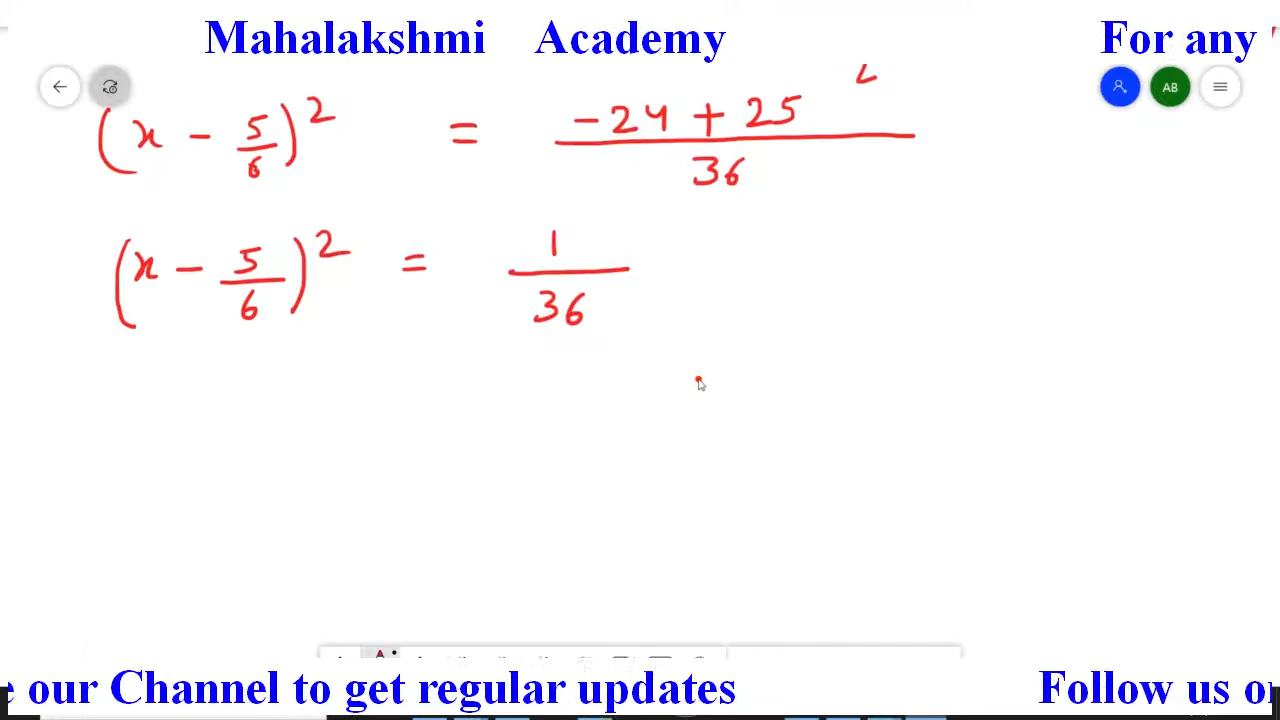 Mahalakshmi Academy For any
(x - 5/6)^2 = (-24 + 25)/36
AB
(x - 5/6)^2 = 1/36
our Channel to get regular updates Follow us